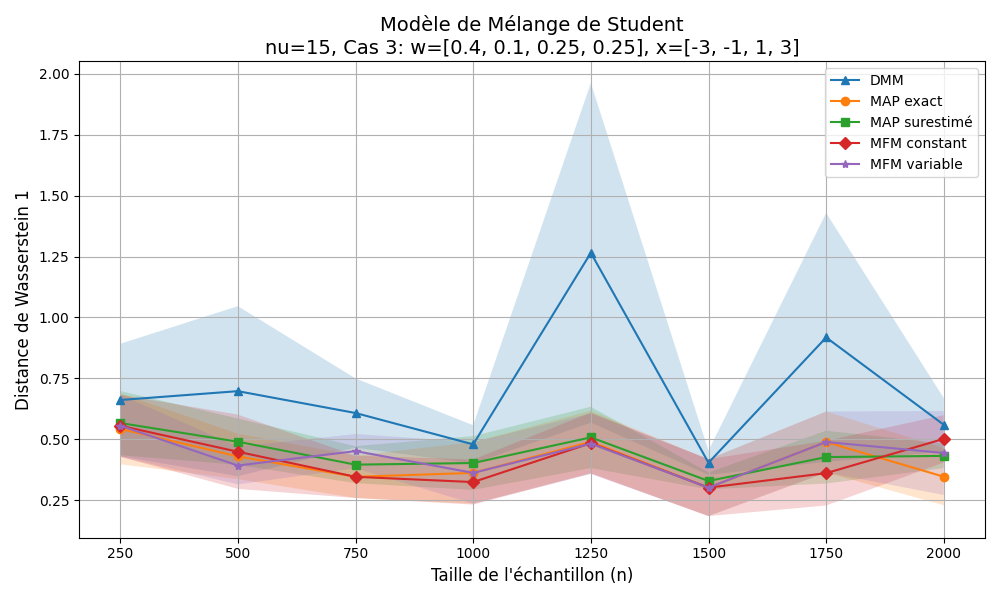 Modèle de Mélange de Student
nu=15, Cas 3: w=[0.4, 0.1, 0.25, 0.25], x=[-3, -1, 1, 3]
DMM
MAP exact
MAP surestimé
MFM constant
MFM variable
Distance de Wasserstein 1
2.00
1.75
1.50
1.25
1.00
0.75
0.50
0.25
250 500 750 1000 1250 1500 1750 2000
Taille de l'échantillon (n)